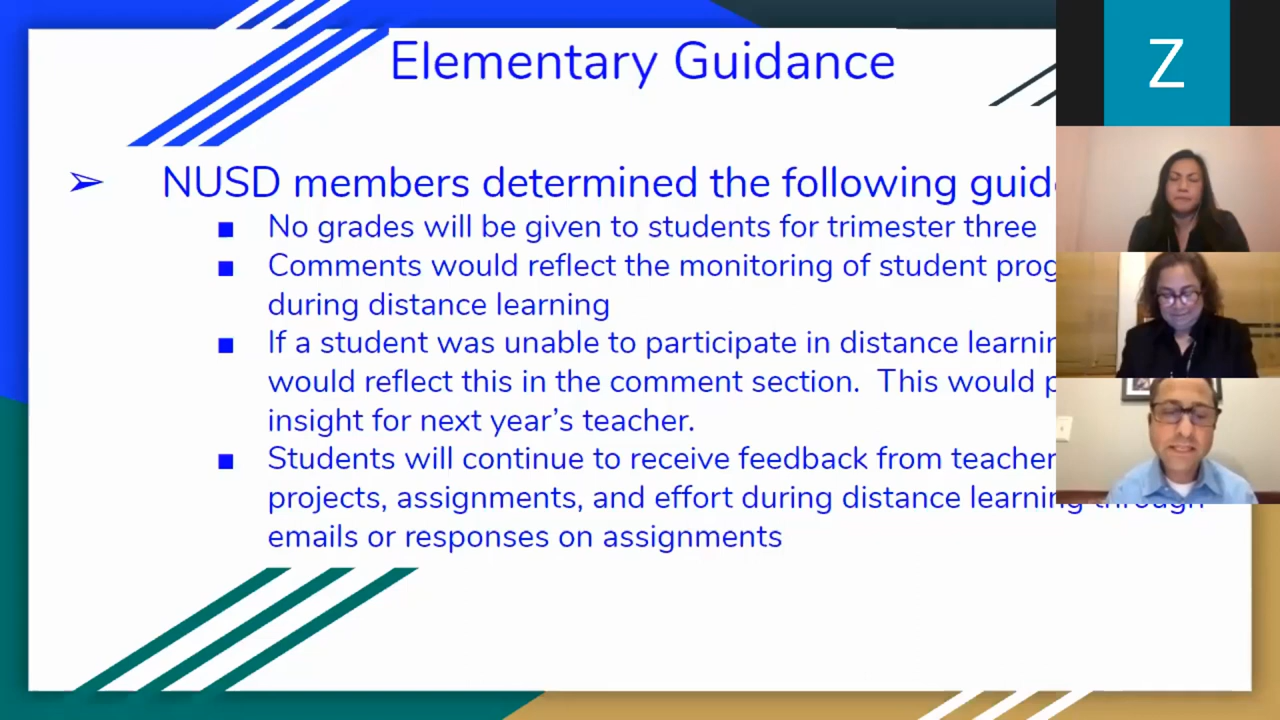 Elementary Guidance
Z
➢ NUSD members determined the following
■ No grades will be given to students for trimester three
■ Comments would reflect the monitoring of student
during distance learning
■ If a student was unable to participate in distance
would reflect this in the comment section. This would
insight for next year's teacher.
■ Students will continue to receive feedback from
projects, assignments, and effort during distance learning through
emails or responses on assignments